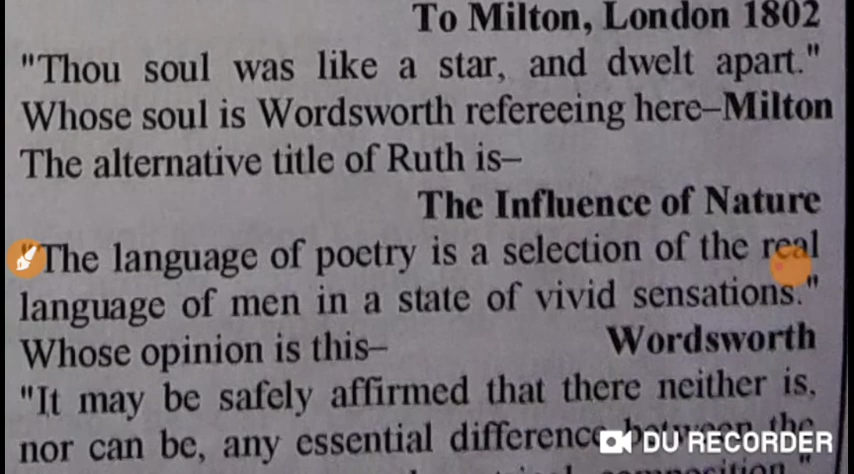 To Milton, London 1802
"Thou soul was like a star, and dwelt apart."
Whose soul is Wordsworth refereeing here–Milton
The alternative title of Ruth is–
The Influence of Nature
"The language of poetry is a selection of the real
language of men in a state of vivid sensations."
Whose opinion is this– Wordsworth
"It may be safely affirmed that there neither is,
nor can be, any essential difference between the
DU RECORDER
composition."